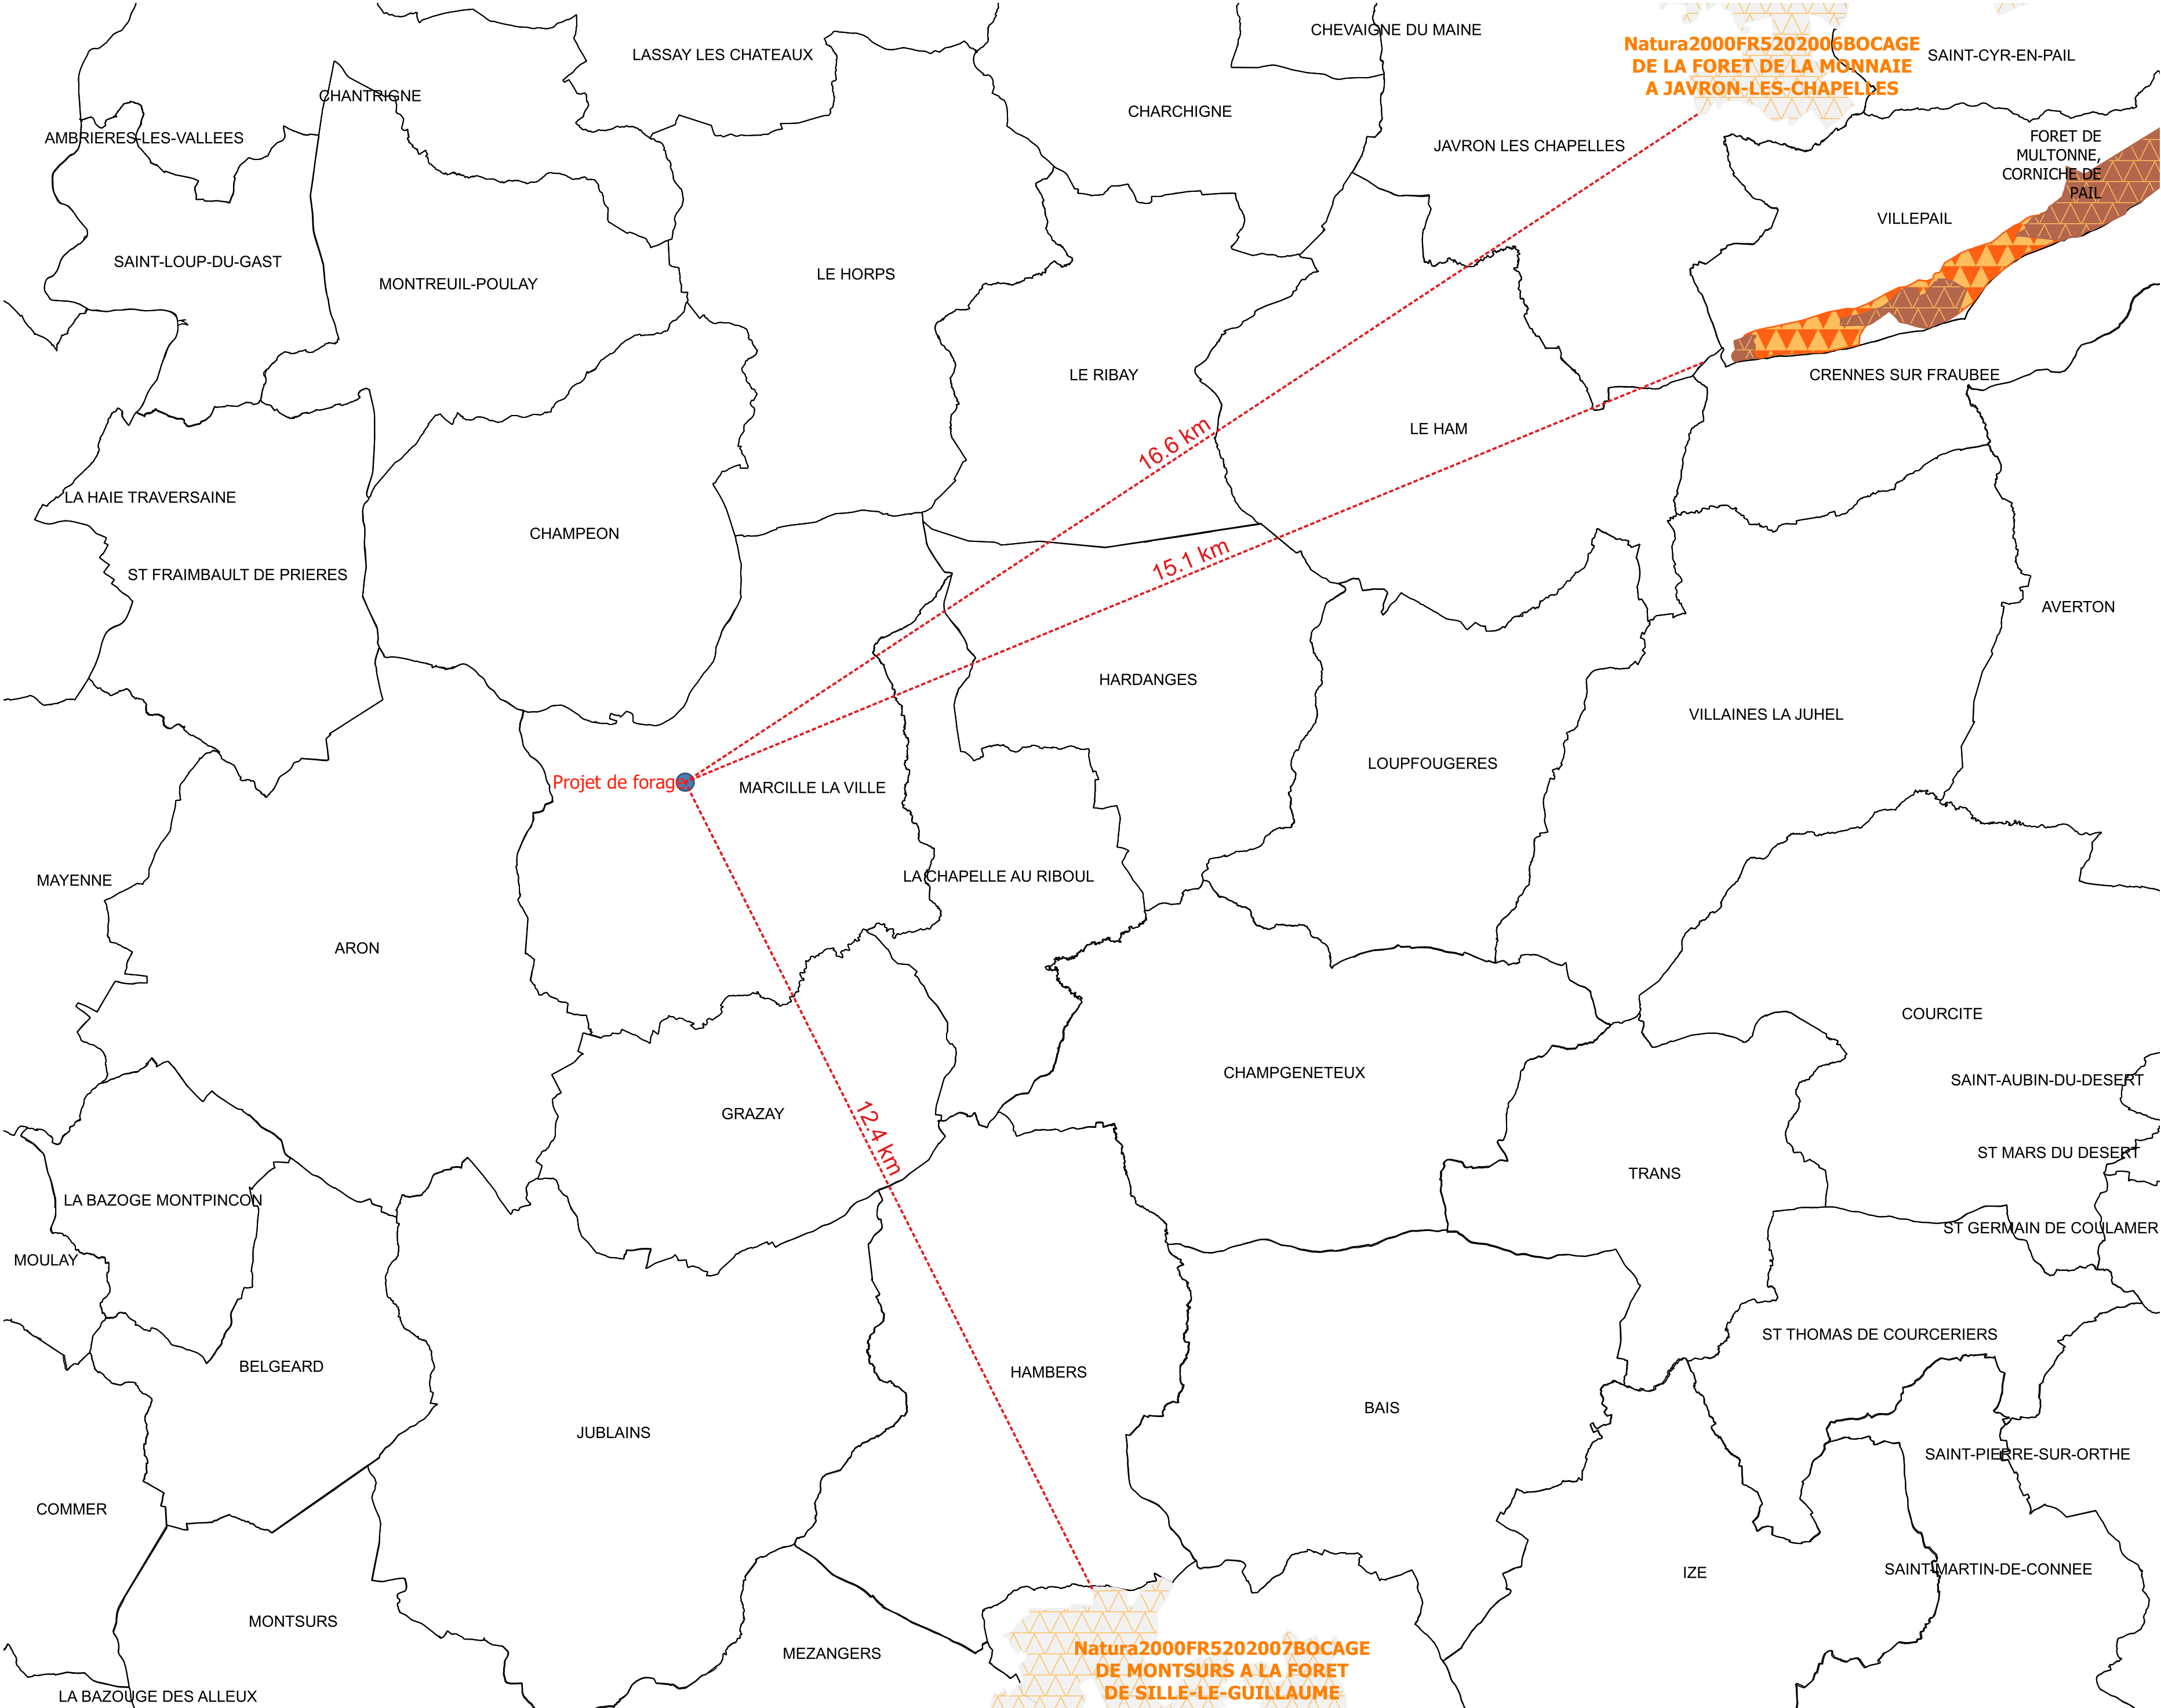 CHEVAIGNE DU MAINE
LASSAY LES CHATEAUX
Natura2000FR5202006BOCAGE
DE LA FORET DE LA MONNAIE
A JAVRON-LES-CHAPELLES
SAINT-CYR-EN-PAIL
CHANTRIGNE
CHARCHIGNE
AMBRIERES-LES-VALLEES
JAVRON LES CHAPELLES
FORET DE
MULTONNE,
CORNICHE DE
PAIL
VILLEPAIL
SAINT-LOUP-DU-GAST
MONTREUIL-POULAY
LE HORPS
LE RIBAY
CRENNES SUR FRAUBEE
LE HAM
16.6 km
LA HAIE TRAVERSAINE
CHAMPEON
15.1 km
ST FRAIMBAULT DE PRIERES
AVERTON
HARDANGES
VILLAINES LA JUHEL
LOUPFOUGERES
Projet de forag
MARCILLE LA VILLE
MAYENNE
LA CHAPELLE AU RIBOUL
ARON
COURCITE
CHAMPGENETEUX
SAINT-AUBIN-DU-DESERT
GRAZAY
12.4 km
ST MARS DU DESERT
TRANS
LA BAZOGE MONTPINCON
ST GERMAIN DE COULAMER
MOULAY
ST THOMAS DE COURCERIERS
BELGEARD
HAMBERS
BAIS
JUBLAINS
SAINT-PIERRE-SUR-ORTHE
COMMER
IZE
SAINT-MARTIN-DE-CONNEE
MONTSURS
MEZANGERS
Natura2000FR5202007BOCAGE
DE MONTSURS A LA FORET
DE SILLE-LE-GUILLAUME
LA BAZOUGE DES ALLEUX